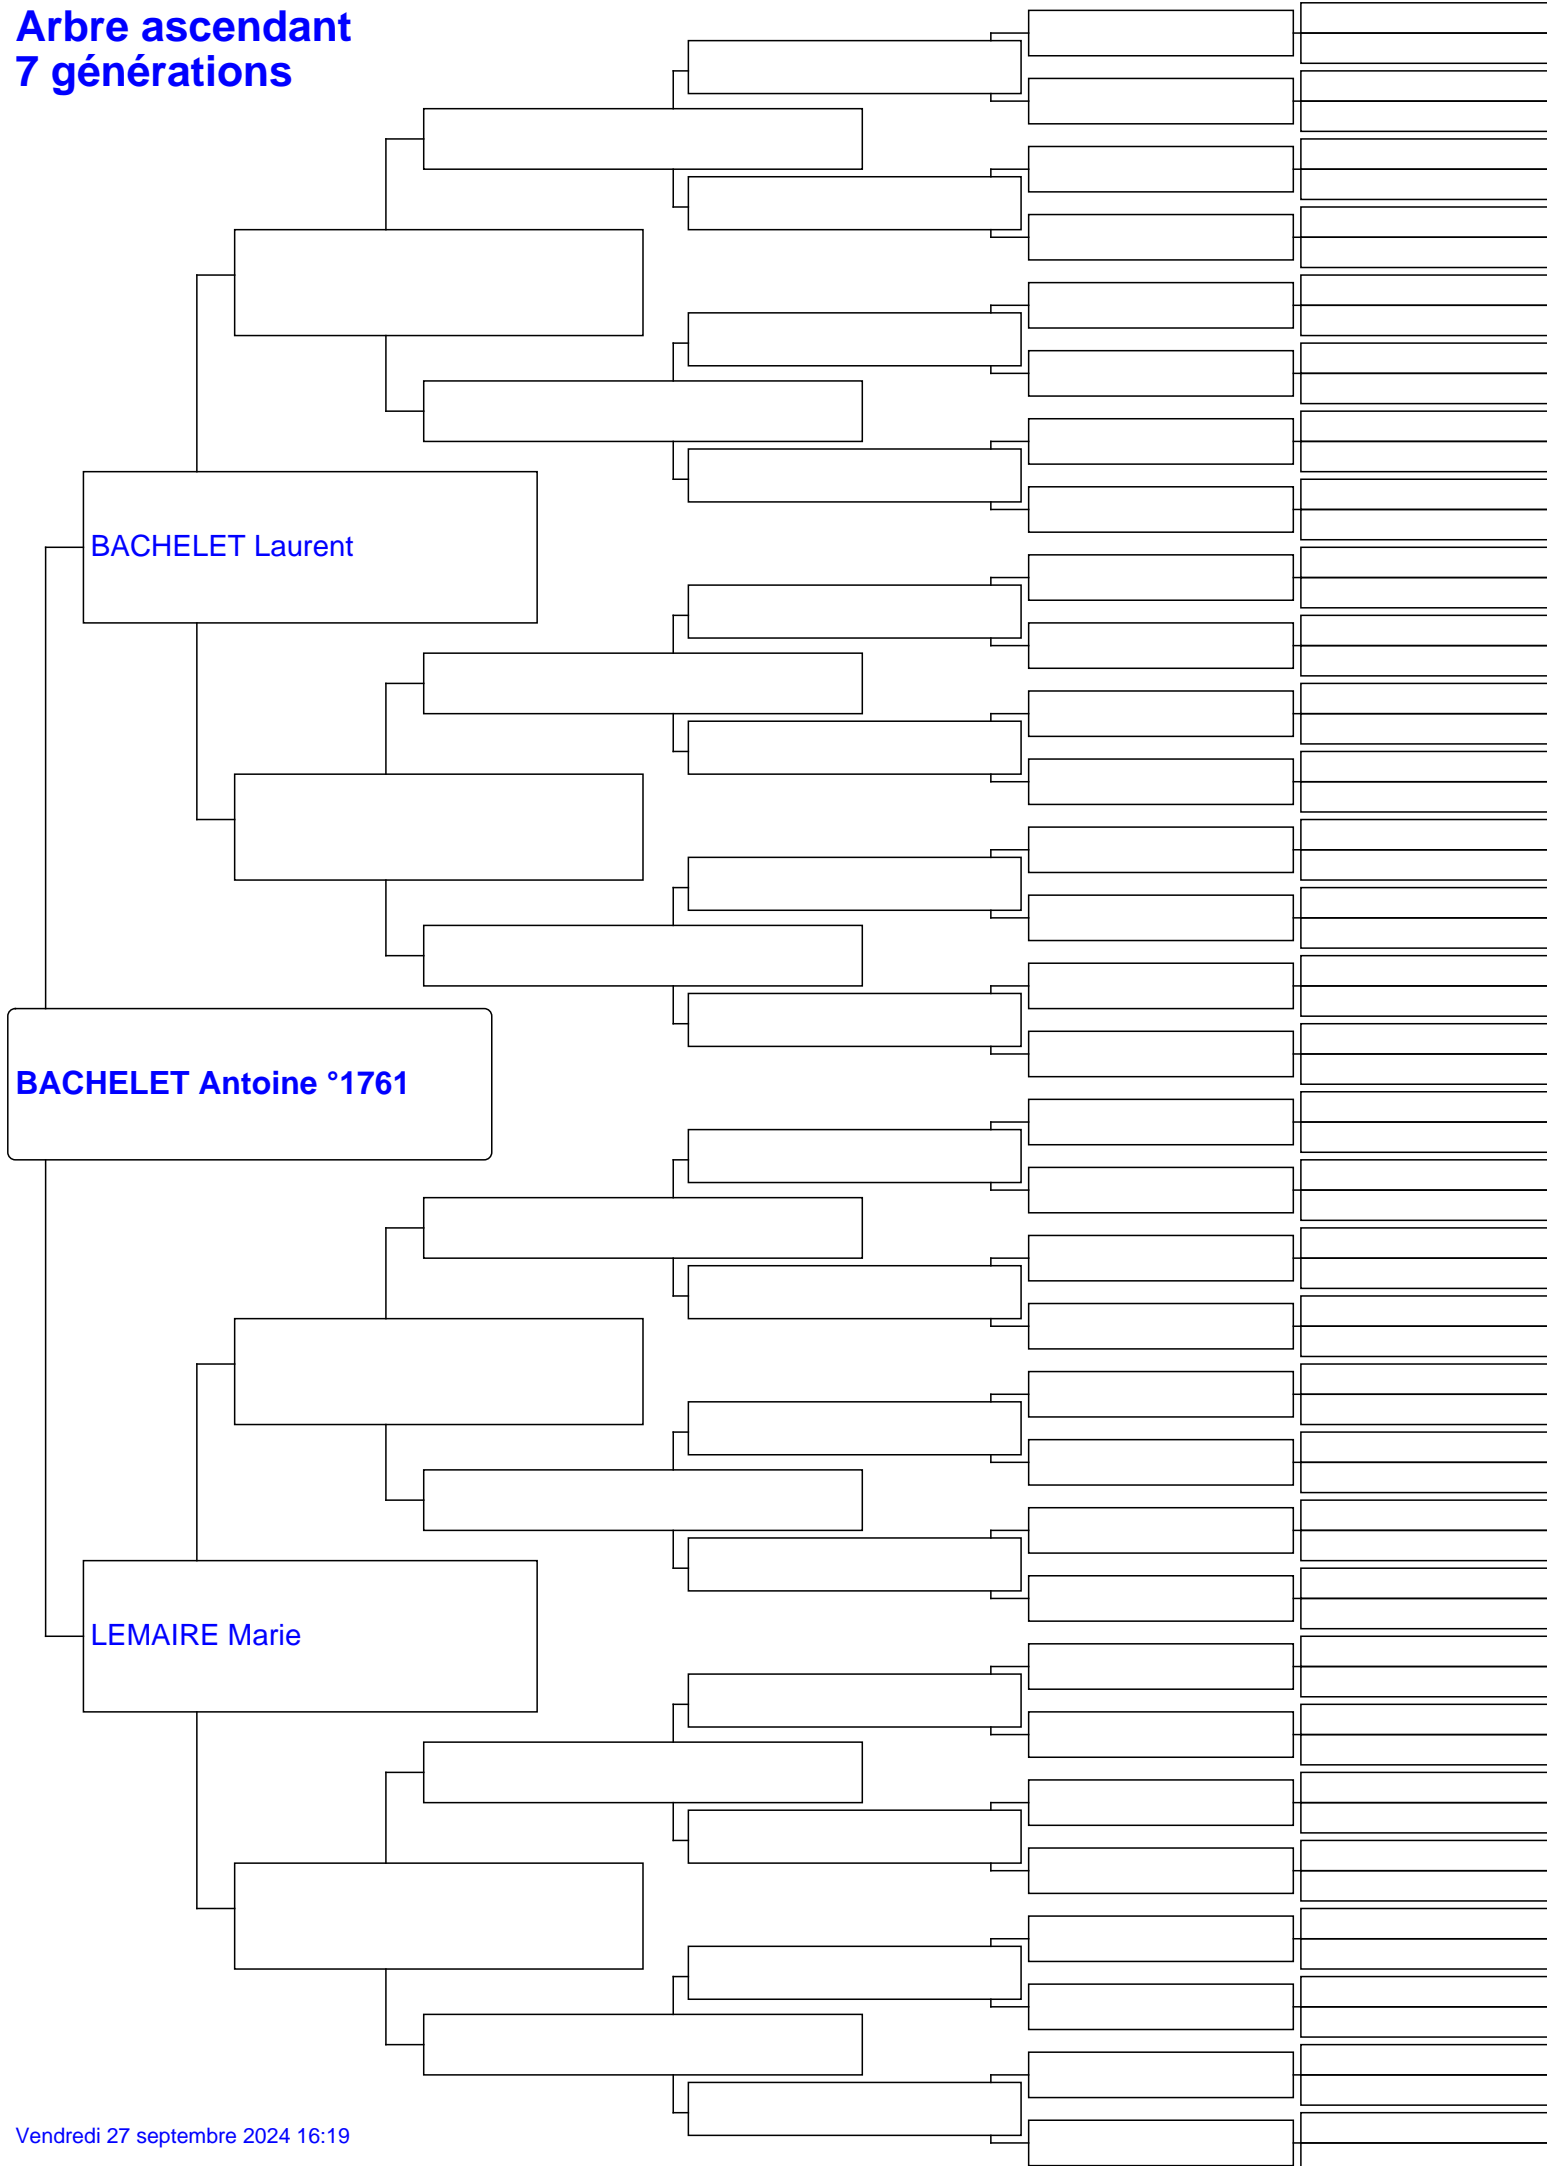 Arbre ascendant
7 générations
BACHELET Laurent
BACHELET Antoine °1761
LEMAIRE Marie
Vendredi 27 septembre 2024 16:19